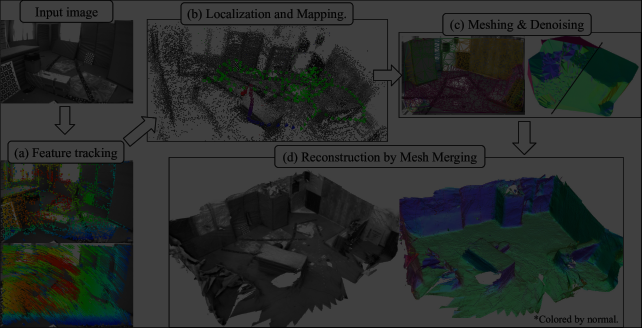 Input image
(b) Localization and Mapping.
(c) Meshing & Denoising
(a) Feature tracking
(d) Reconstruction by Mesh Merging
*Colored by normal.